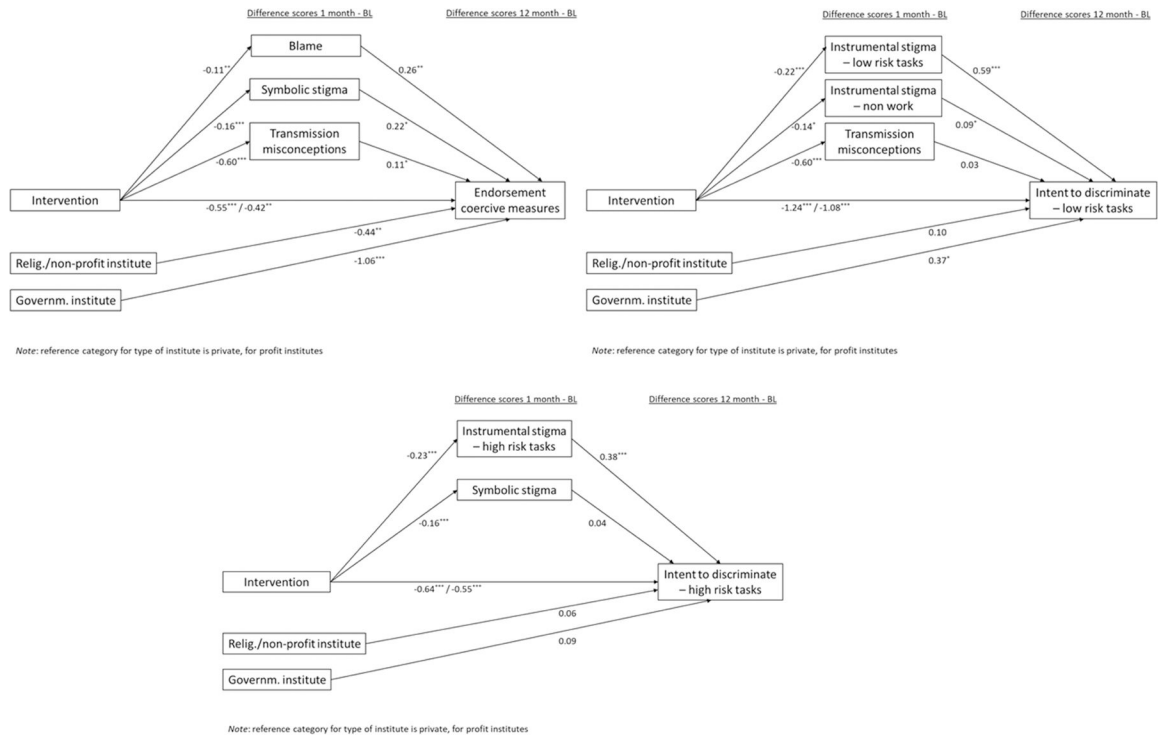 Difference scores 1 month - BL
Difference scores 12 month - BL
Blame
-0.11**
0.26**
Symbolic stigma
-0.16***
0.22*
Transmission
misconceptions
-0.60***
0.11*
Intervention
Endorsement
coercive measures
-0.55*** / -0.42**
-0.44**
Relig./non-profit institute
-1.06***
Governm. institute
Note: reference category for type of institute is private, for profit institutes
Difference scores 1 month - BL
Difference scores 12 month - BL
Instrumental stigma
– low risk tasks
-0.22***
0.59***
Instrumental stigma
– non work
-0.14*
0.09*
Transmission
misconceptions
-0.60***
0.03
Intervention
Intent to discriminate
– low risk tasks
-1.24*** / -1.08***
0.10
Relig./non-profit institute
0.37*
Governm. institute
Note: reference category for type of institute is private, for profit institutes
Difference scores 1 month - BL
Difference scores 12 month - BL
Instrumental stigma
– high risk tasks
-0.23***
0.38***
Symbolic stigma
-0.16***
0.04
Intervention
Intent to discriminate
– high risk tasks
-0.64*** / -0.55***
0.06
Relig./non-profit institute
0.09
Governm. institute
Note: reference category for type of institute is private, for profit institutes